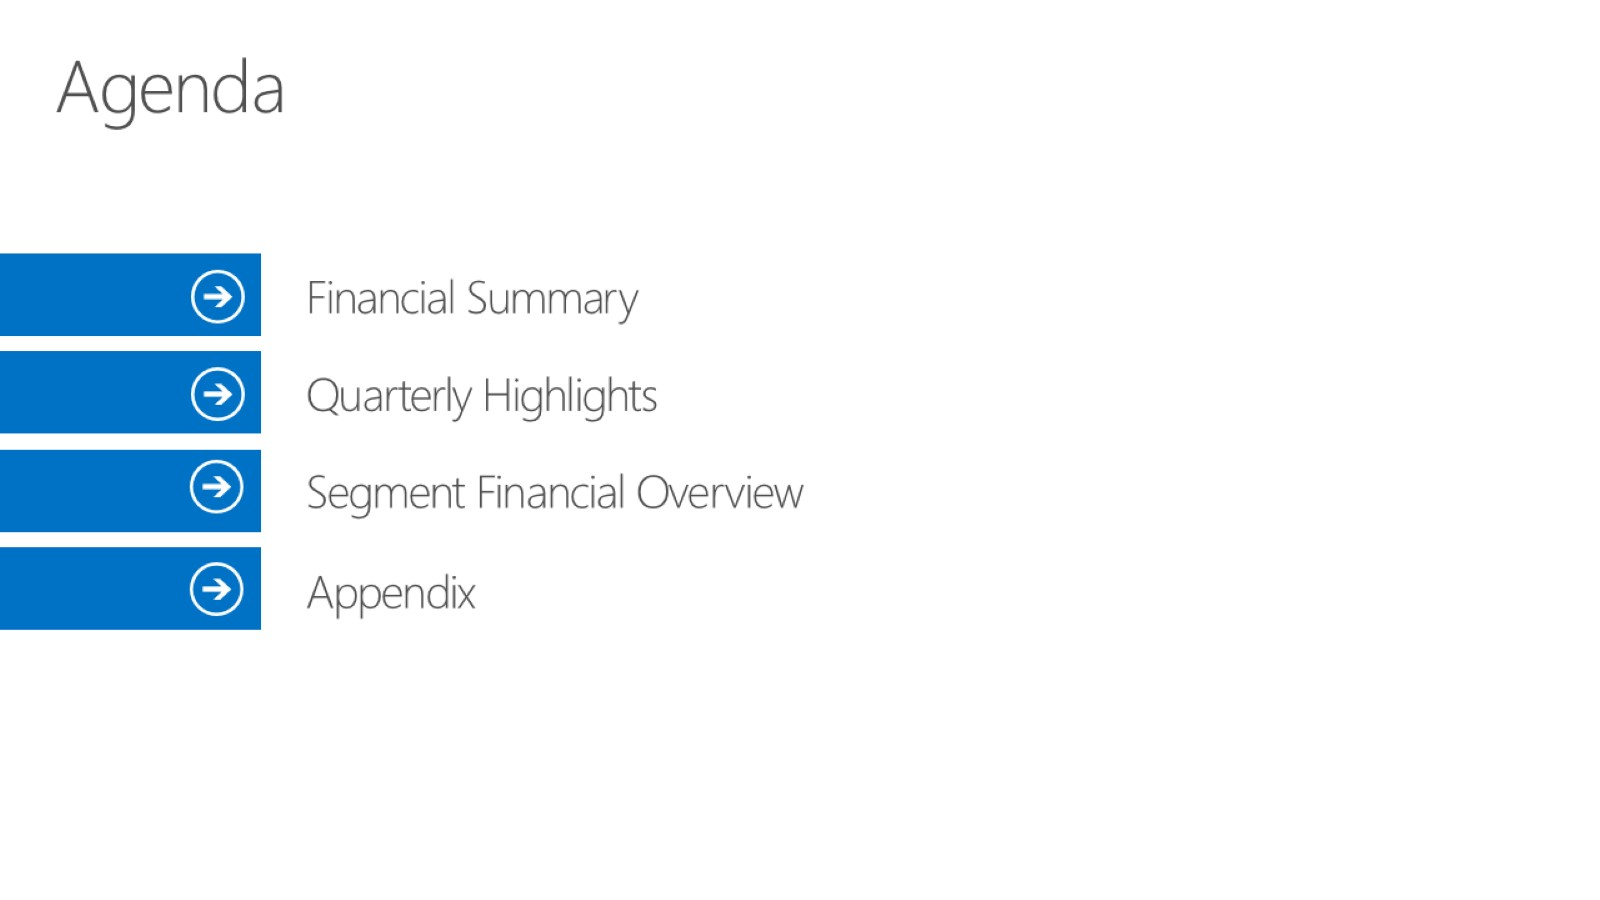 Agenda
Financial Summary
Quarterly Highlights
Segment Financial Overview
Appendix